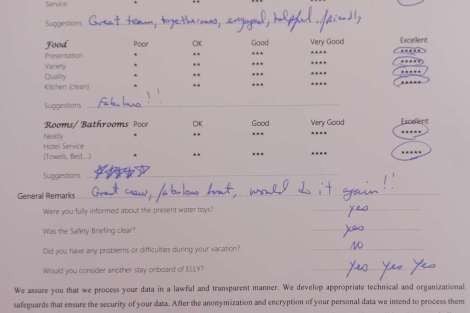 Service
Suggestions Great team, togetherness, engaged, helpful, friendly
Food Poor OK Good Very Good Excellent
Presentation * ** *** **** *****
Variety * ** *** **** *****
Quality * ** *** **** *****
Kitchen (clean) * ** *** **** *****
Suggestions Fabulous!!
Rooms/ Bathrooms Poor OK Good Very Good Excellent
Neatly * ** *** **** *****
Hotel Service
(Towels, Bed...) * ** *** **** *****
Suggestions
General Remarks Great crew, fabulous boat, would do it again!!
Were you fully informed about the present water toys? yes
Was the Safety Briefing clear? yes
Did you have any problems or difficulties during your vacation? NO
Would you consider another stay onboard of ELLY? yes yes yes
We assure you that we process your data in a lawful and transparent manner. We develop appropriate technical and organizational
safeguards that ensure the security of your data. After the anonymization and encryption of your personal data we intend to process them